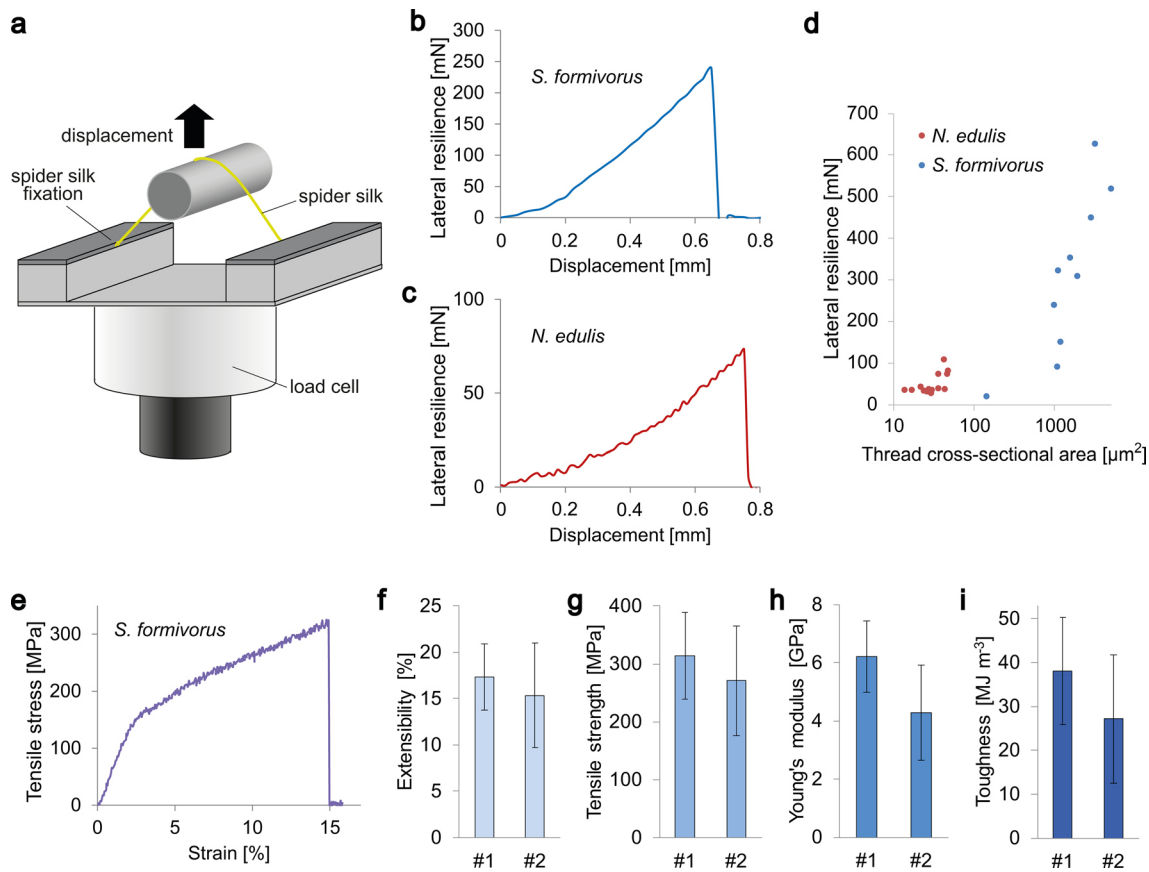 a
displacement
spider silk
fixation
spider silk
load cell
b
Lateral resilience [mN]
300
250
200
150
100
50
0
S. formivorus
0
0.2
0.4
0.6
0.8
Displacement [mm]
c
Lateral resilience [mN]
100
50
0
N. edulis
0
0.2
0.4
0.6
0.8
Displacement [mm]
d
Lateral resilience [mN]
700
600
500
400
300
200
100
0
N. edulis
S. formivorus
10
100
1000
Thread cross-sectional area [µm²]
e
Tensile stress [MPa]
300
200
100
0
S. formivorus
0
5
10
15
Strain [%]
f
Extensibility [%]
25
20
15
10
5
0
#1
#2
g
Tensile strength [MPa]
400
300
200
100
0
#1
#2
h
Young's modulus [GPa]
8
6
4
2
0
#1
#2
i
Toughness [MJ m⁻³]
50
40
30
20
10
0
#1
#2